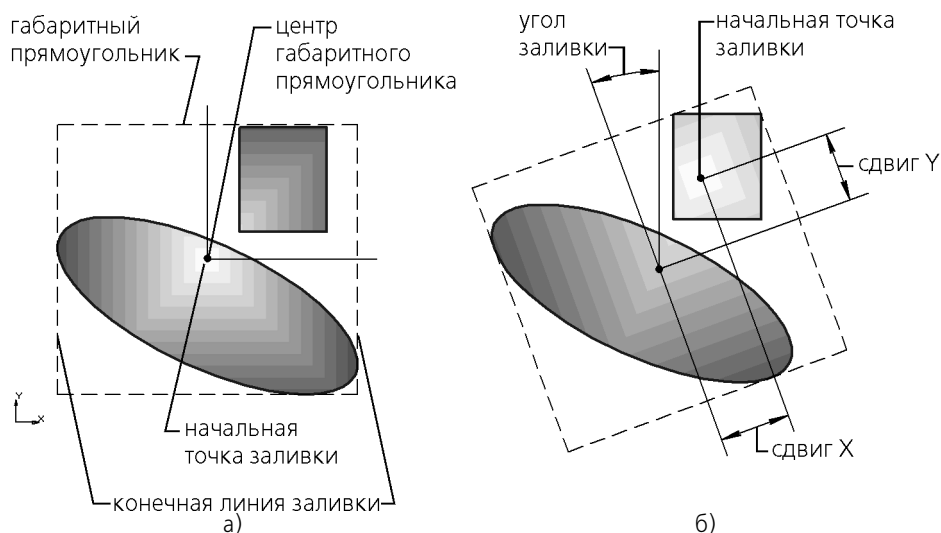 габаритный
прямоугольник
центр
габаритного
прямоугольника
Y
X
начальная
точка заливки
конечная линия заливки
а)
угол
заливки
начальная точка
заливки
сдвиг Y
сдвиг X
б)